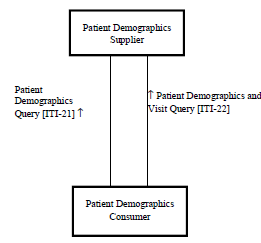 Patient Demographics
Supplier
Patient
Demographics
Query [ITI-21] ↑
↑ Patient Demographics and
Visit Query [ITI-22]
Patient Demographics
Consumer